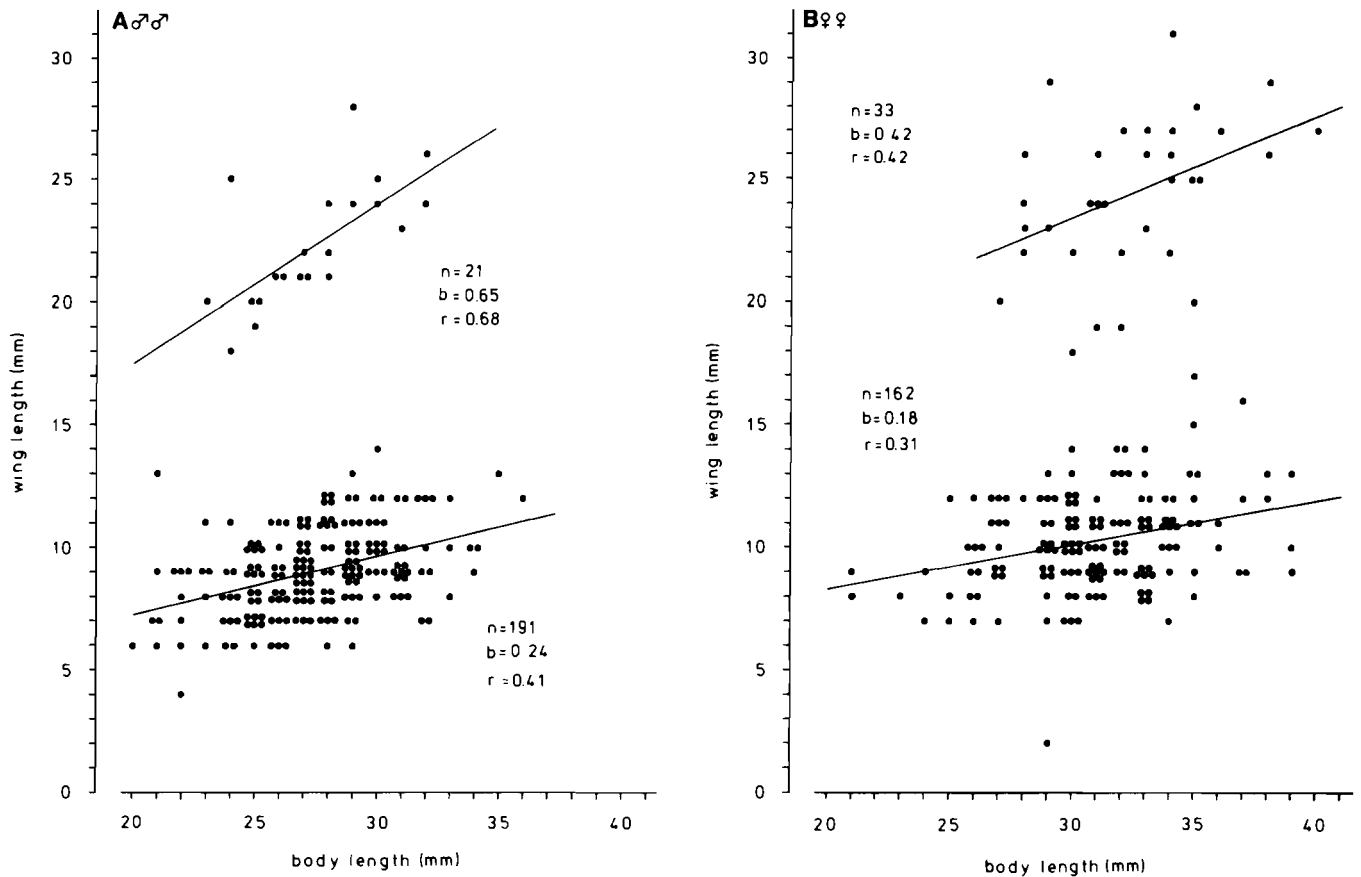 A♂♂
30
25
20
15
10
5
0
wing length (mm)
n=21
b=0.65
r=0.68
n=191
b=0 24
r=0.41
20 25 30 35 40
body length (mm)
B♀♀
30
25
20
15
10
5
0
wing length (mm)
n=33
b=0 42
r=0.42
n=162
b=0.18
r=0.31
20 25 30 35 40
body length (mm)